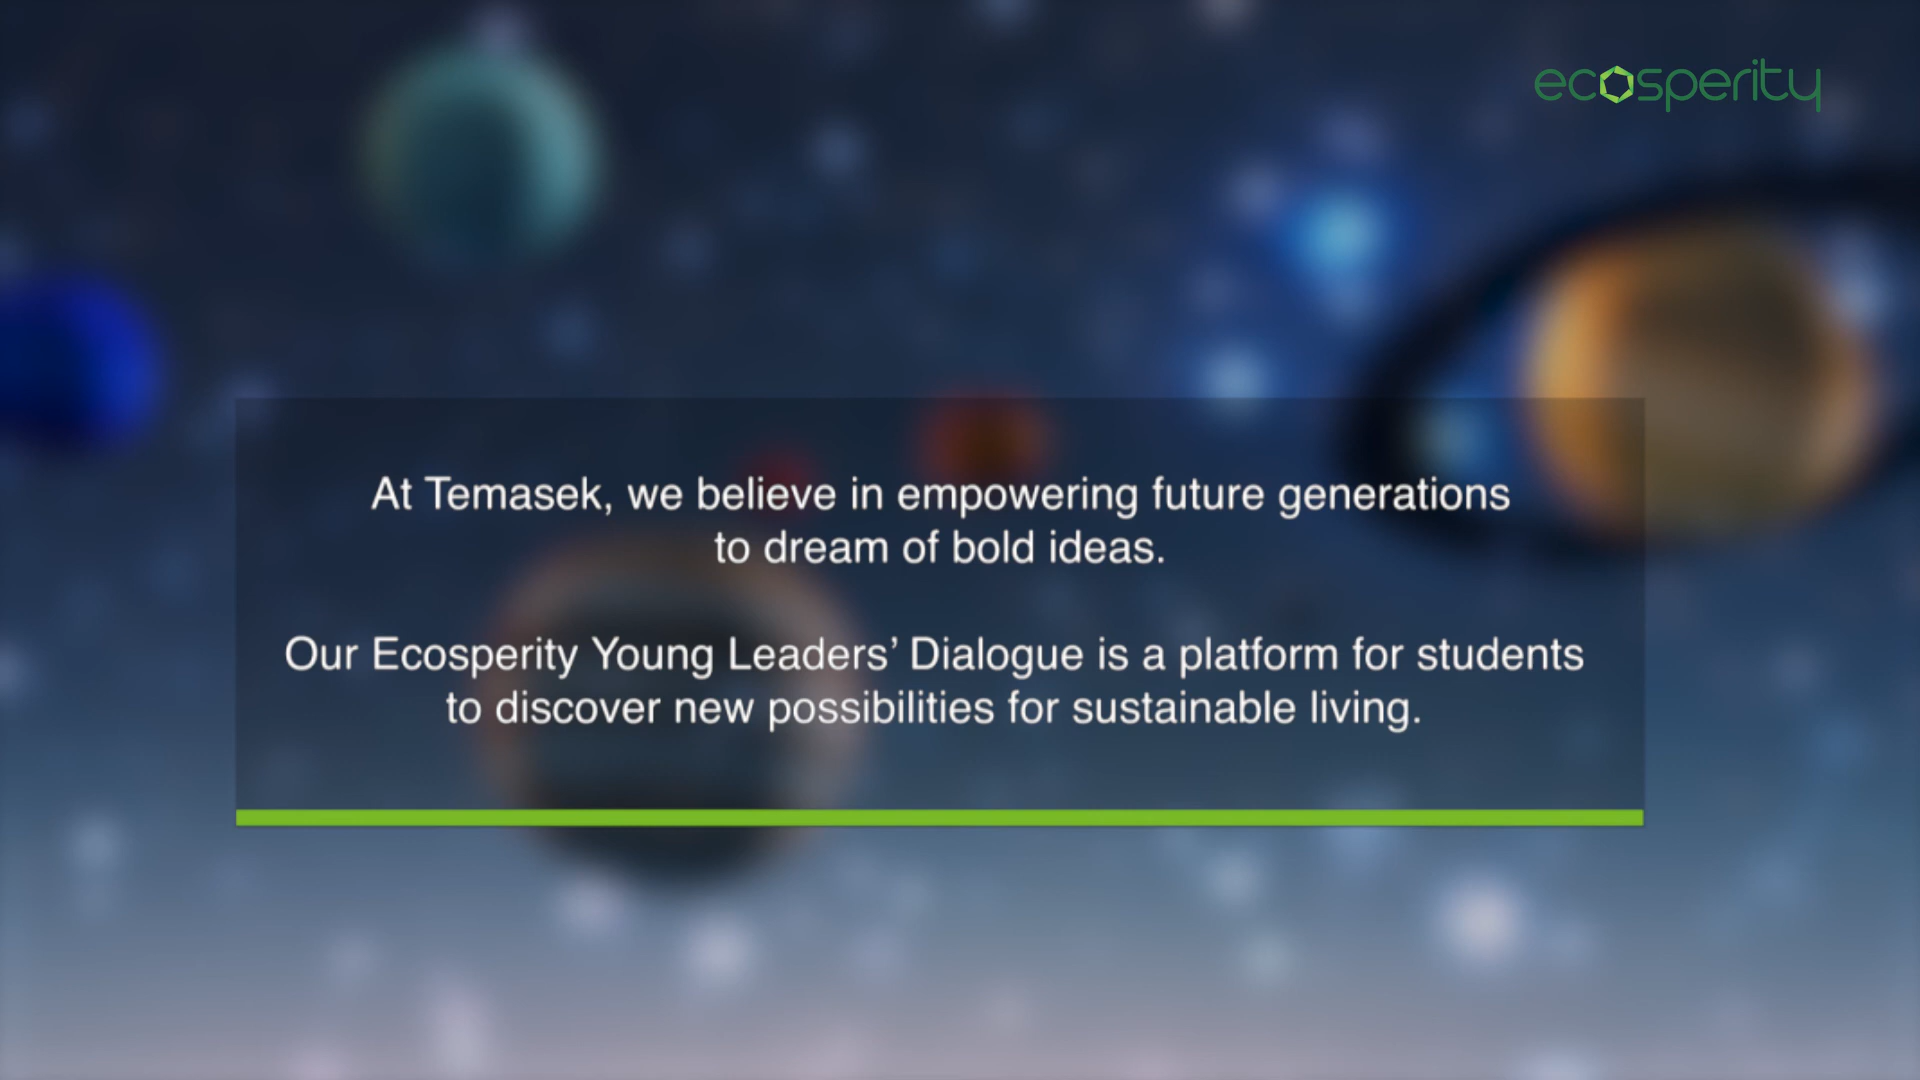 ecosperity
At Temasek, we believe in empowering future generations
to dream of bold ideas.
Our Ecosperity Young Leaders’ Dialogue is a platform for students
to discover new possibilities for sustainable living.